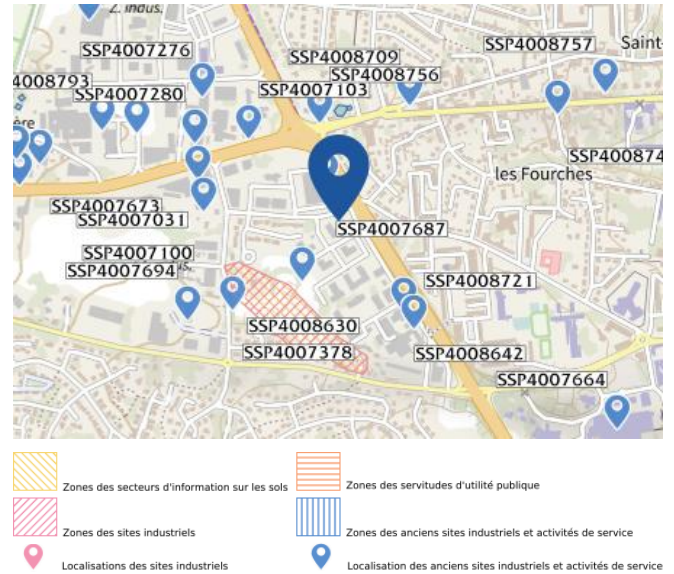 Z. Indus.
SSP4007276
SSP4008709
SSP4008757
Saint-
SSP4008756
4008793
SSP4007280
SSP4007103
ère
SSP400874
les Fourches
SSP4007673
SSP4007031
SSP4007687
SSP4007100
SSP4007694
s.
SSP4008721
SSP4008630
SSP4007378
SSP4008642
SSP4007664
Zones des secteurs d'information sur les sols
Zones des servitudes d'utilité publique
Zones des sites industriels
Zones des anciens sites industriels et activités de service
Localisations des sites industriels
Localisation des anciens sites industriels et activités de service